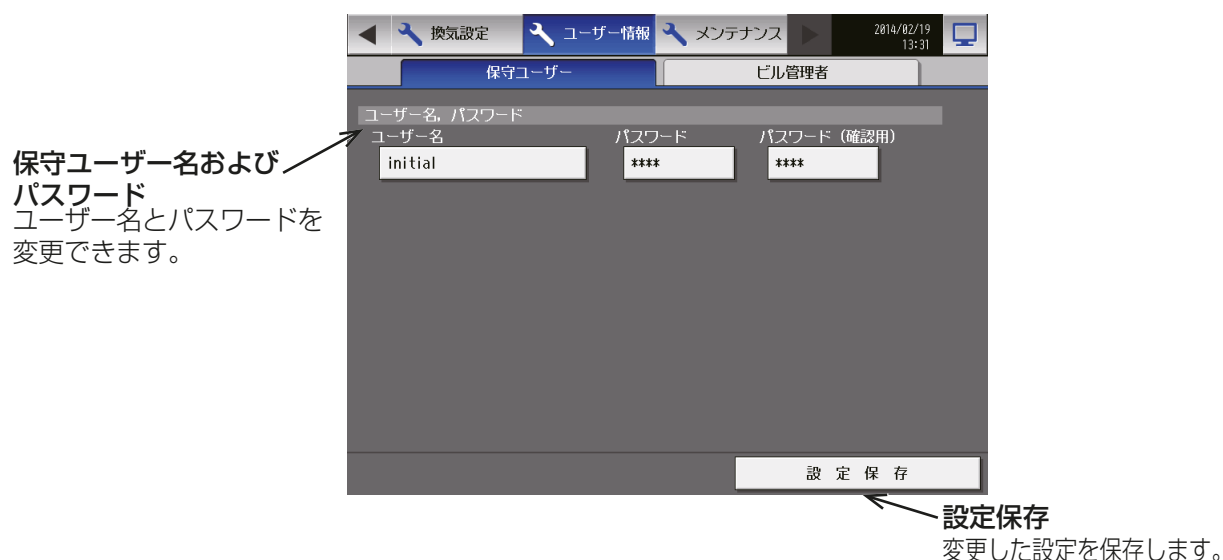 換気設定
ユーザー情報
メンテナンス
2014/02/19
13:31
保守ユーザー
ビル管理者
ユーザー名, パスワード
ユーザー名
パスワード
パスワード (確認用)
initial
****
****
保守ユーザー名および
パスワード
ユーザー名とパスワードを
変更できます。
設 定 保 存
設定保存
変更した設定を保存します。